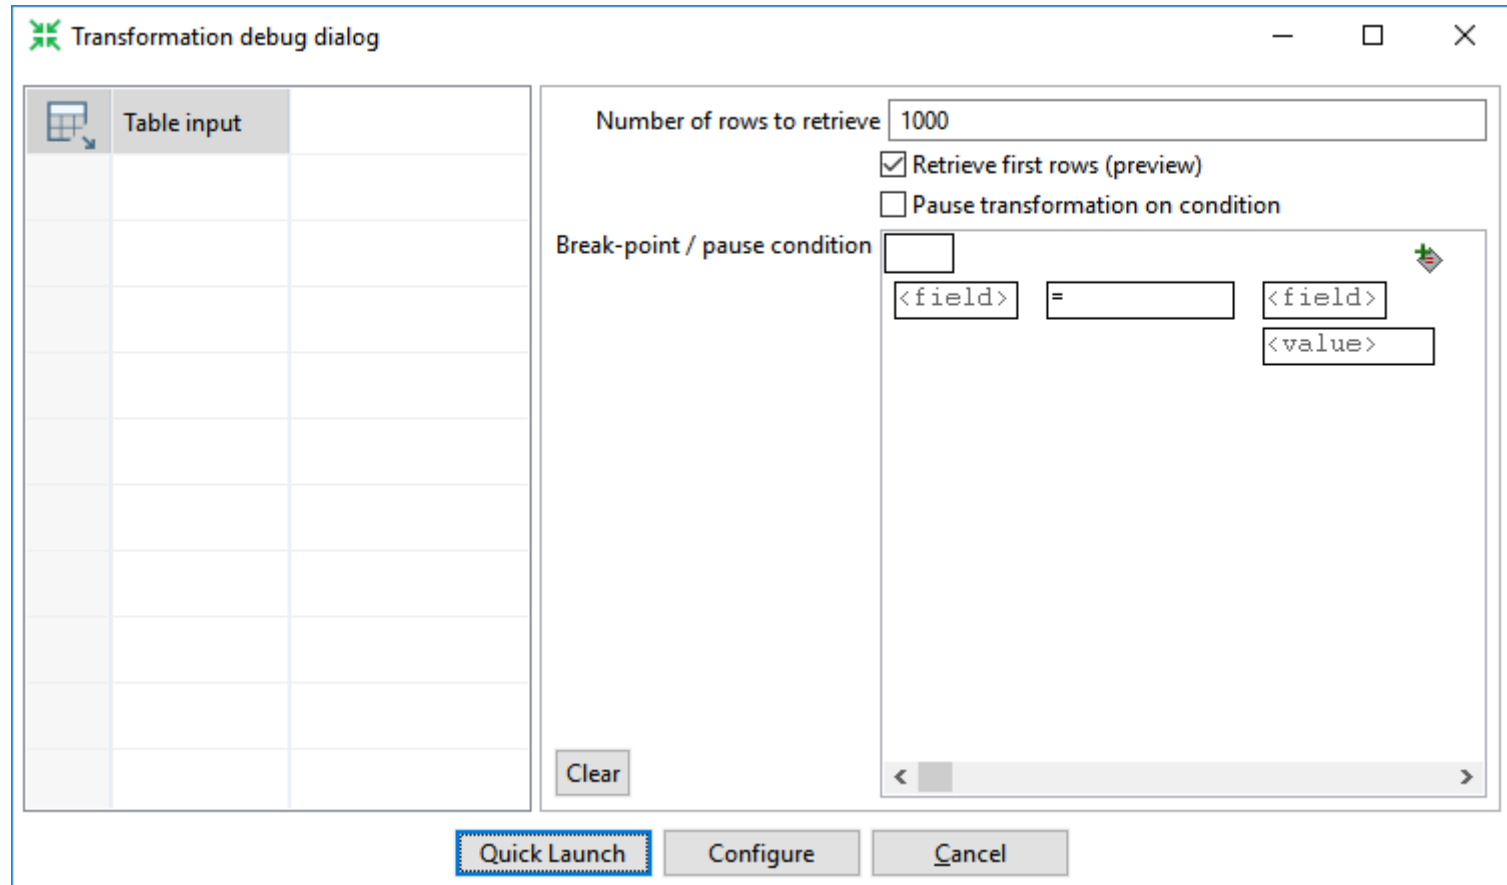 Transformation debug dialog
Table input
Number of rows to retrieve 1000
Retrieve first rows (preview)
Pause transformation on condition
Break-point / pause condition
<field> = <field>
<value>
Clear
Quick Launch Configure Cancel